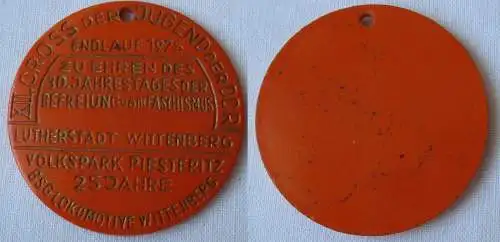 XII. CROSS DER JUGEND DER DDR
ENDLAUF 1975
ZU EHREN DES
30. JAHRESTAGES DER
BEFREIUNG VOM FASCHISMUS
LUTHERSTADT WITTENBERG
VOLKSPARK PIESTERITZ
25 JAHRE
BSG LOKOMOTIVE WITTENBERG